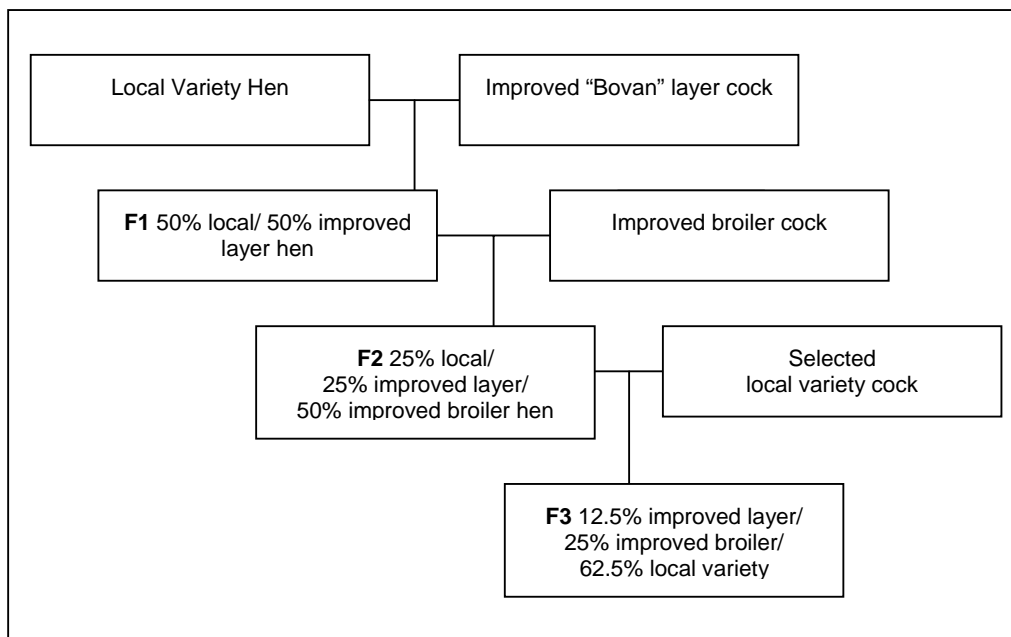 Local Variety Hen
Improved “Bovan” layer cock
F1 50% local/ 50% improved
layer hen
Improved broiler cock
F2 25% local/
25% improved layer/
50% improved broiler hen
Selected
local variety cock
F3 12.5% improved layer/
25% improved broiler/
62.5% local variety